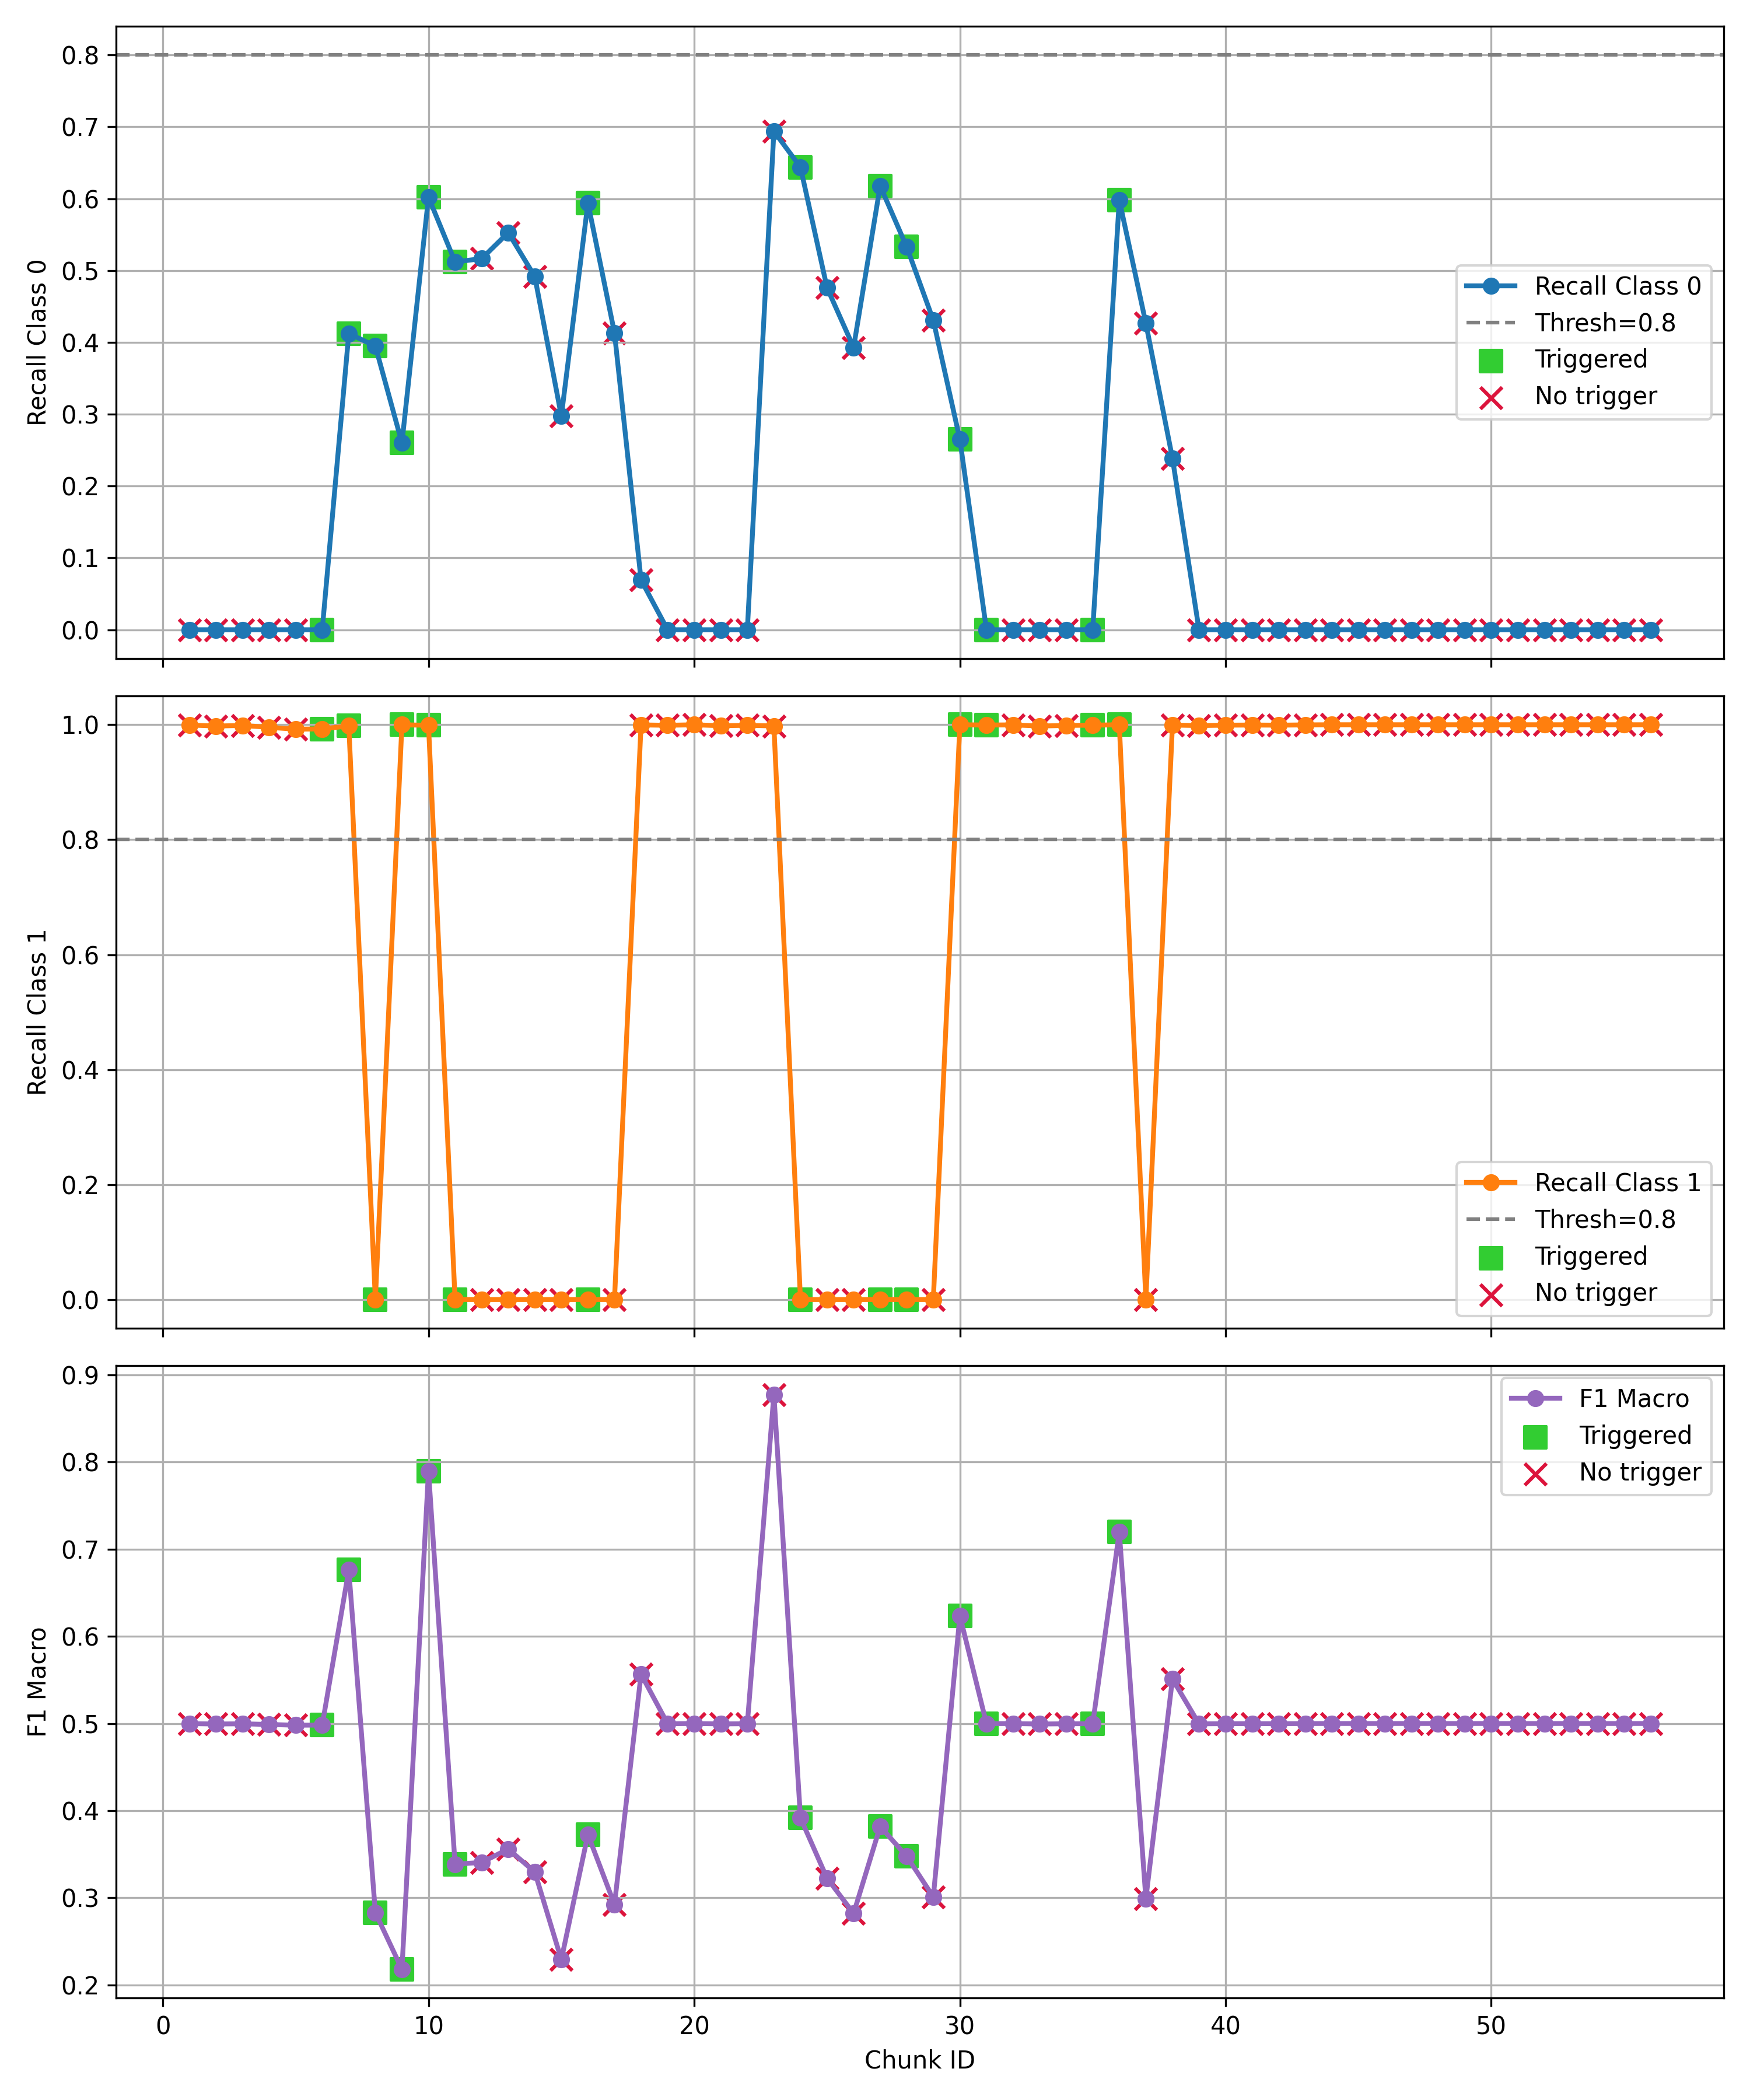 0.8
0.7
0.6
0.5
0.4
0.3
0.2
0.1
0.0
Recall Class 0
Recall Class 0
Thresh=0.8
Triggered
No trigger
1.0
0.8
0.6
0.4
0.2
0.0
Recall Class 1
Recall Class 1
Thresh=0.8
Triggered
No trigger
0.9
0.8
0.7
0.6
0.5
0.4
0.3
0.2
F1 Macro
F1 Macro
Triggered
No trigger
0 10 20 30 40 50
Chunk ID